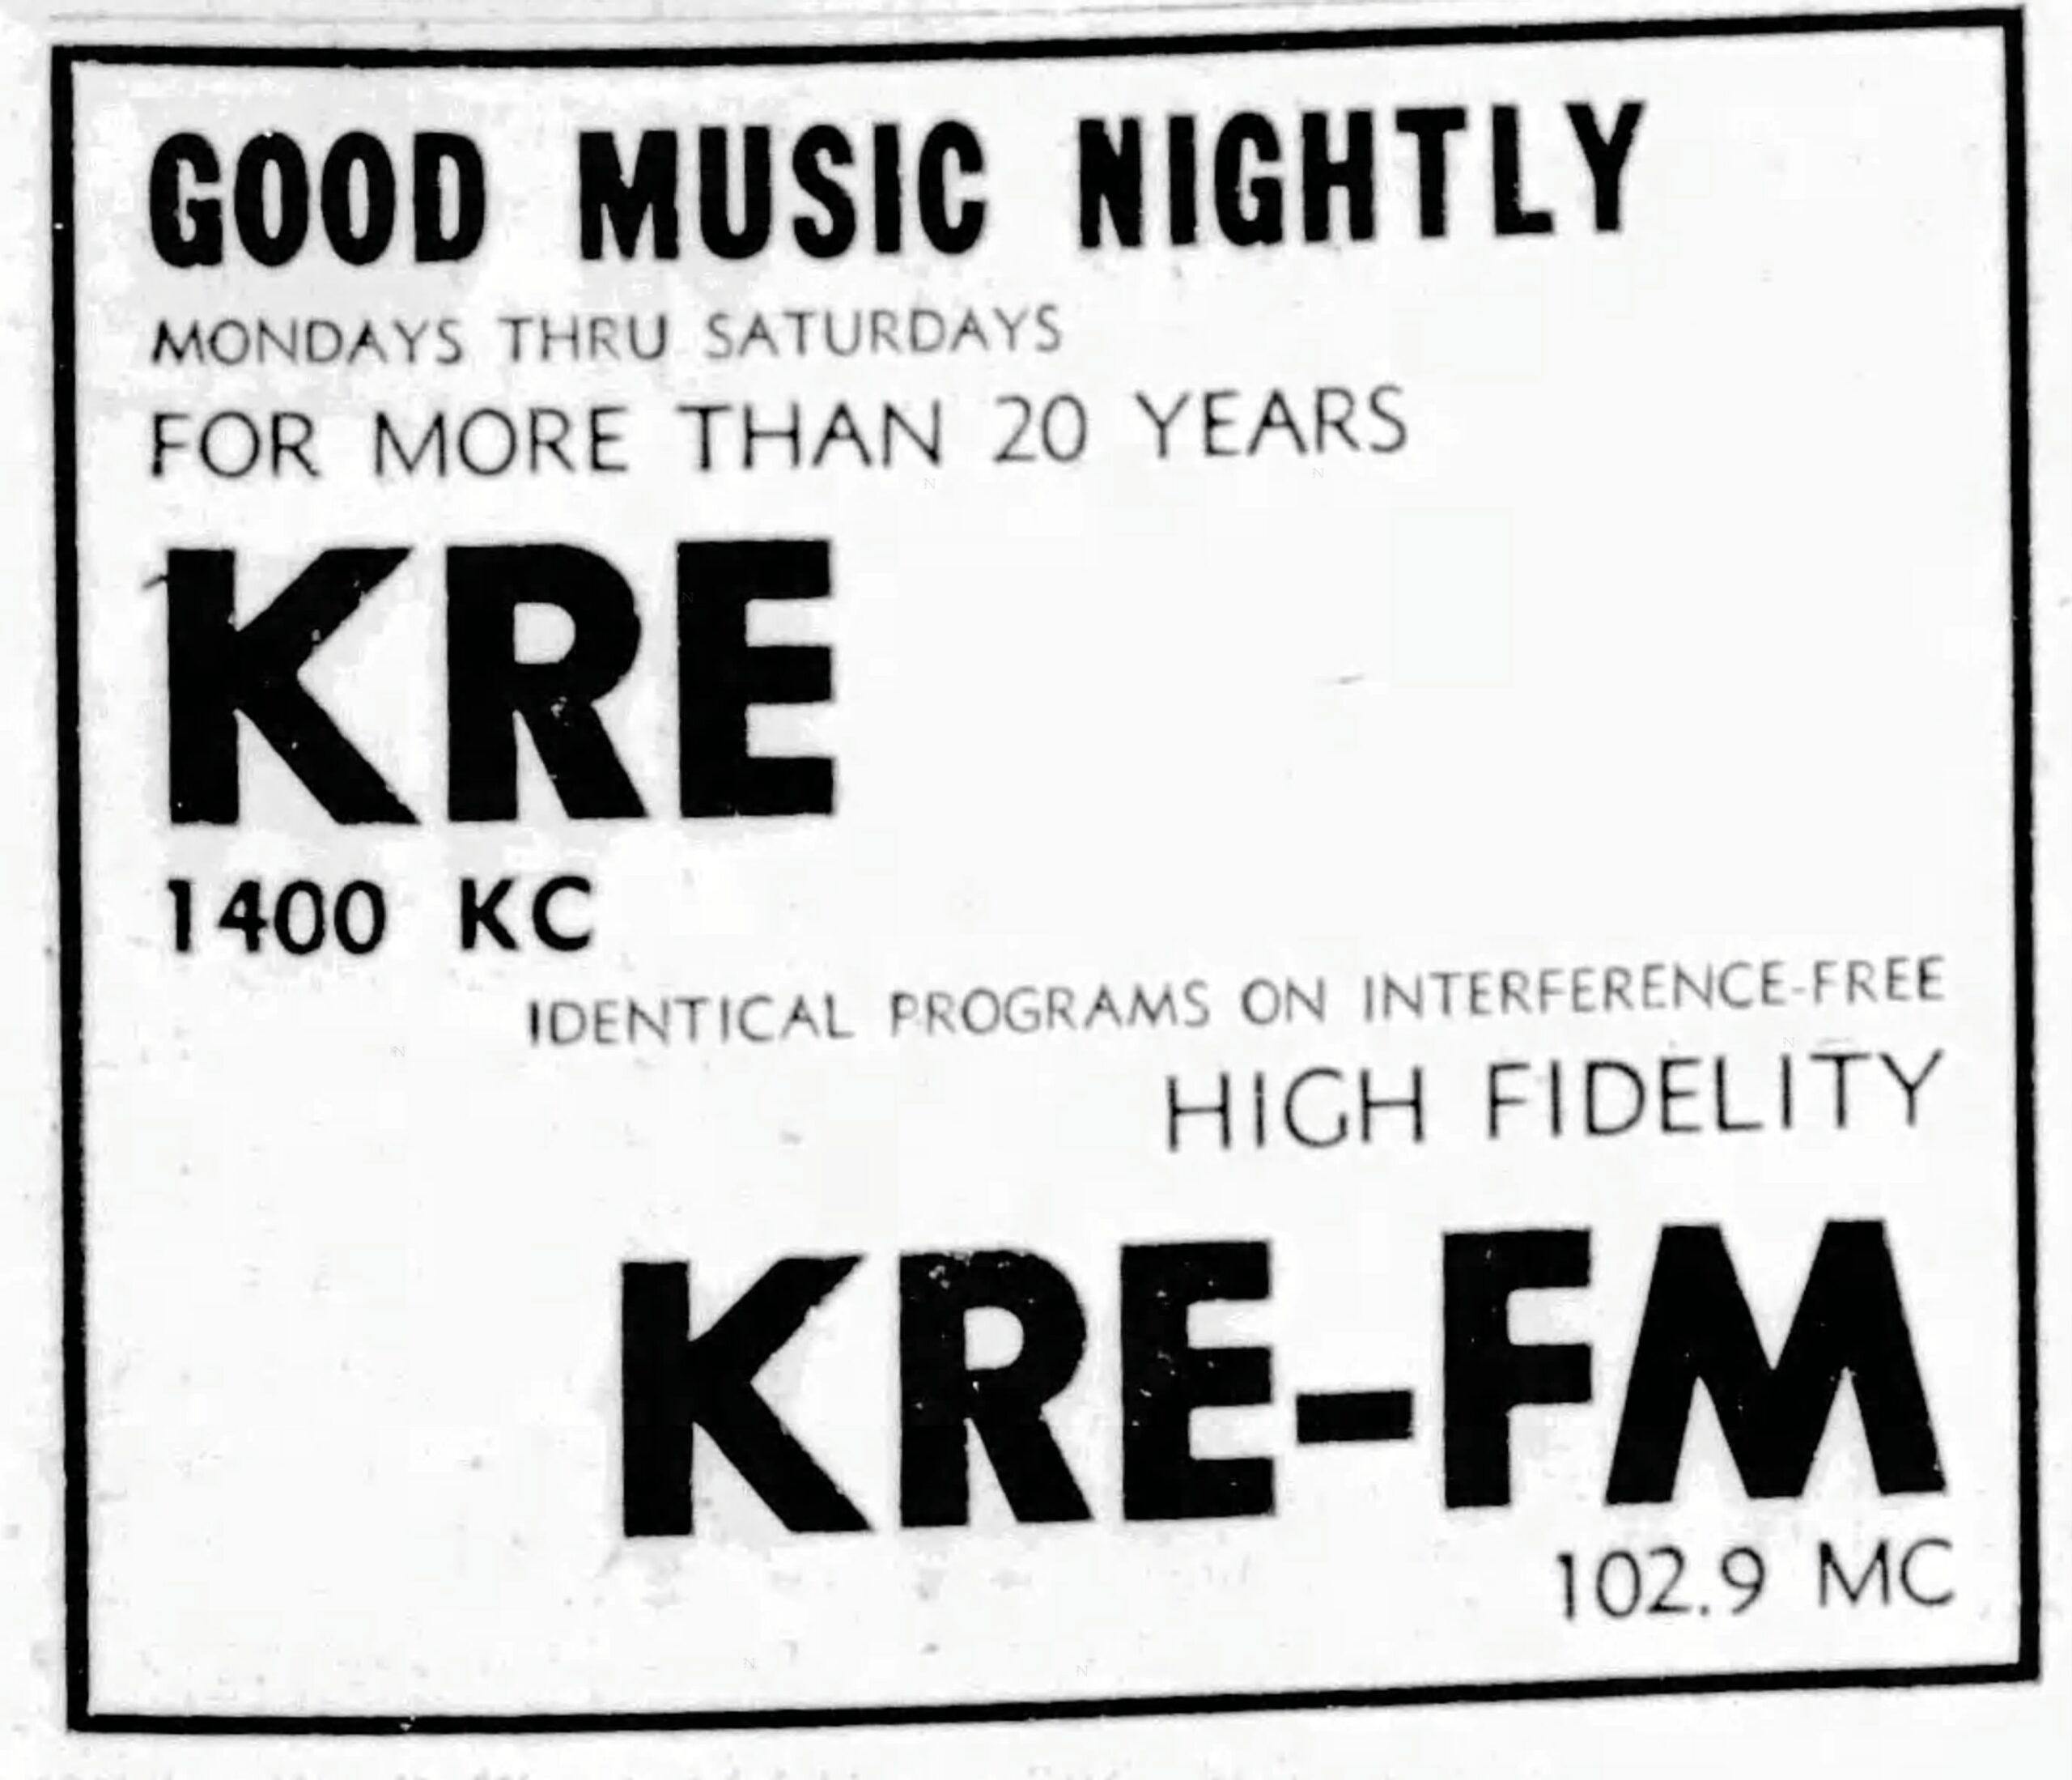 GOOD MUSIC NIGHTLY
MONDAYS THRU SATURDAYS
FOR MORE THAN 20 YEARS
KRE
1400 KC
IDENTICAL PROGRAMS ON INTERFERENCE-FREE
HIGH FIDELITY
KRE-FM
102.9 MC